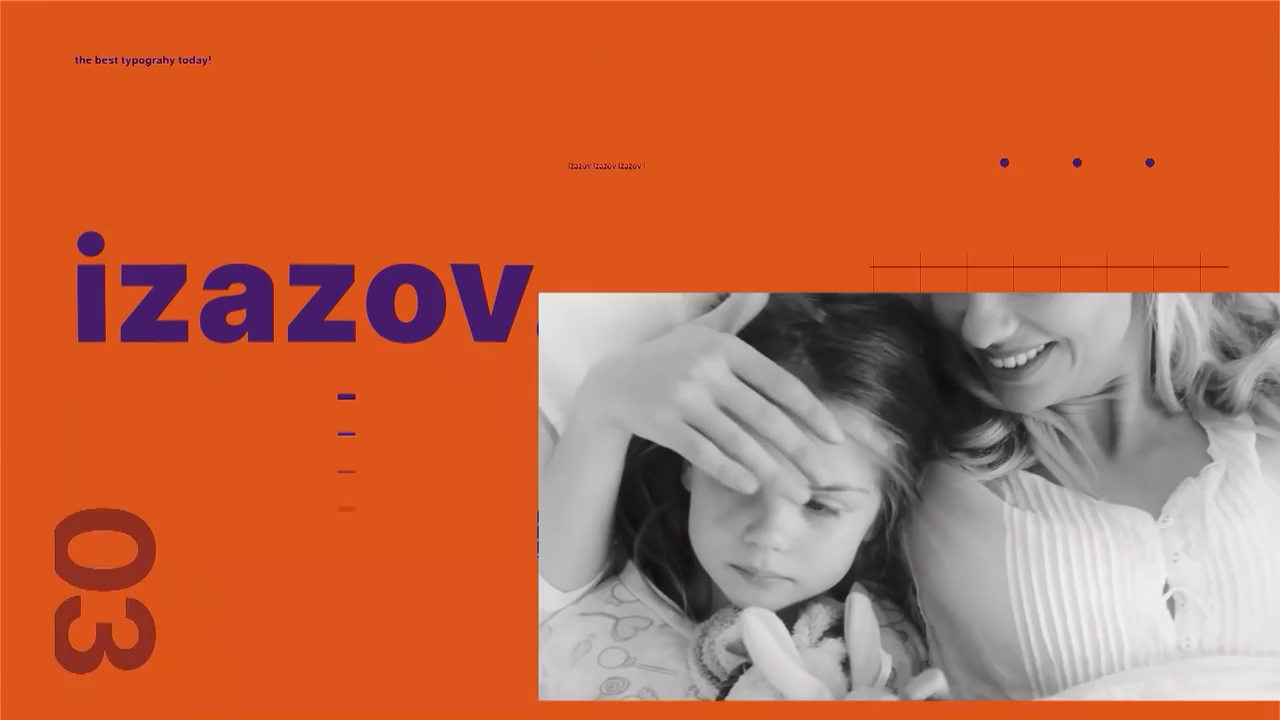 the best typograhy today!
izazov izazov izazov !
izazov.
03